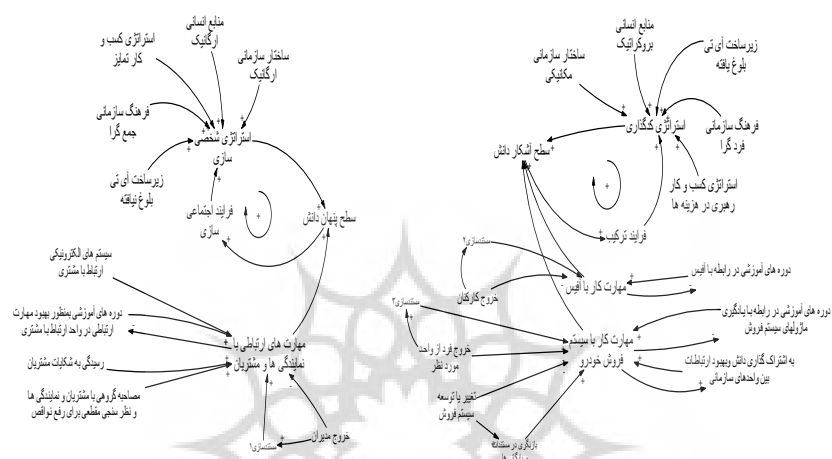 منابع انسانی
بروکراتیک
زیرساخت آی تی
بلوغ یافته
ساختار سازمانی
مکانیکی
استراتژی کدگذاری
فرهنگ سازمانی
فرد گرا
سطح آشکار دانش
استراتژی کسب و کار
رهبری در هزینه ها
فرایند ترکیب
منابع انسانی
ارگانیک
استراتژی کسب و
کار تمایز
ساختار سازمانی
ارگانیک
فرهنگ سازمانی
جمع گرا
استراتژی شخصی
سازی
زیرساخت آی تی
بلوغ نیافته
فرایند اجتماعی
سازی
سطح پنهان دانش
مستندسازی۲
خروج کارکنان
مهارت کار با آفیس
دوره های آموزشی در رابطه با آفیس
مستندسازی۳
خروج فرد از واحد
مورد نظر
مهارت کار با سیستم
فروش خودرو
دوره های آموزشی در رابطه با یادگیری
ماژولهای سیستم فروش
به اشتراک گذاری دانش وبهبود ارتباطات
بین واحدهای سازمانی
تغییر یا توسعه
سیستم فروش
بازنگری در مستندات
سیستم های الکترونیکی
ارتباط با مشتری
دوره های آموزشی بمنظور بهبود مهارت
ارتباطی در واحد ارتباط با مشتری
مهارت های ارتباطی با
نمایندگی ها و مشتریان
رسیدگی به شکایات مشتریان
مصاحبه گروهی با مشتریان و نمایندگی ها
و نظر سنجی مقطعی برای رفع نواقص
خروج مدیران
مستندسازی۱